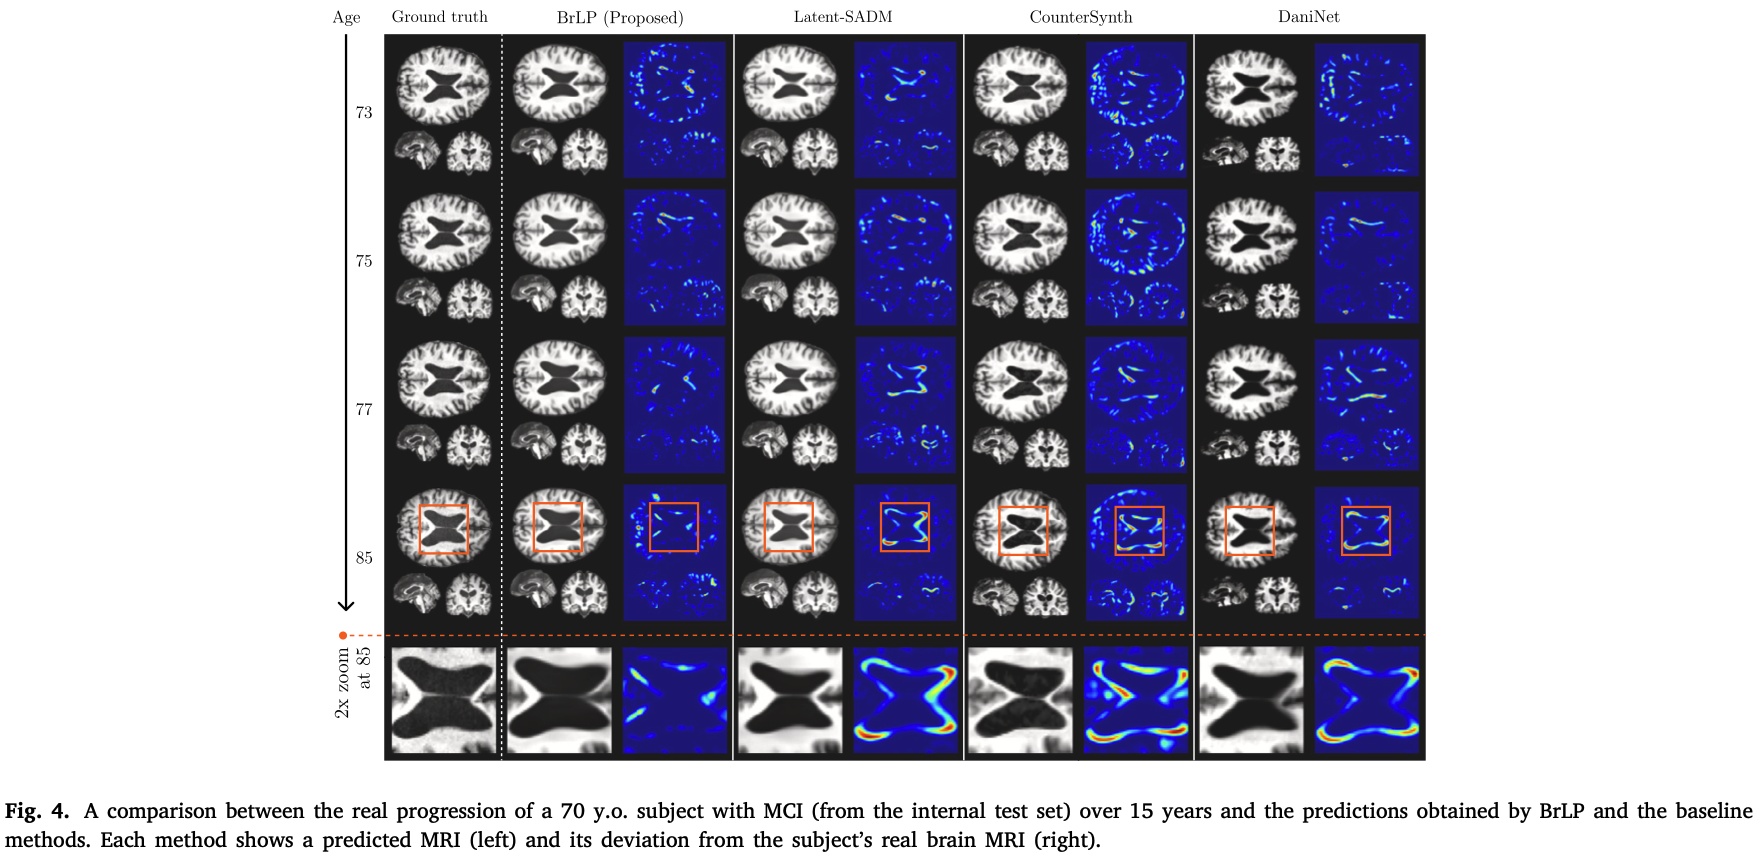 Age
Ground truth
BrLP (Proposed)
Latent-SADM
CounterSynth
DaniNet
73
75
77
85
2x zoom
at 85
Fig. 4. A comparison between the real progression of a 70 y.o. subject with MCI (from the internal test set) over 15 years and the predictions obtained by BrLP and the baseline
methods. Each method shows a predicted MRI (left) and its deviation from the subject's real brain MRI (right).